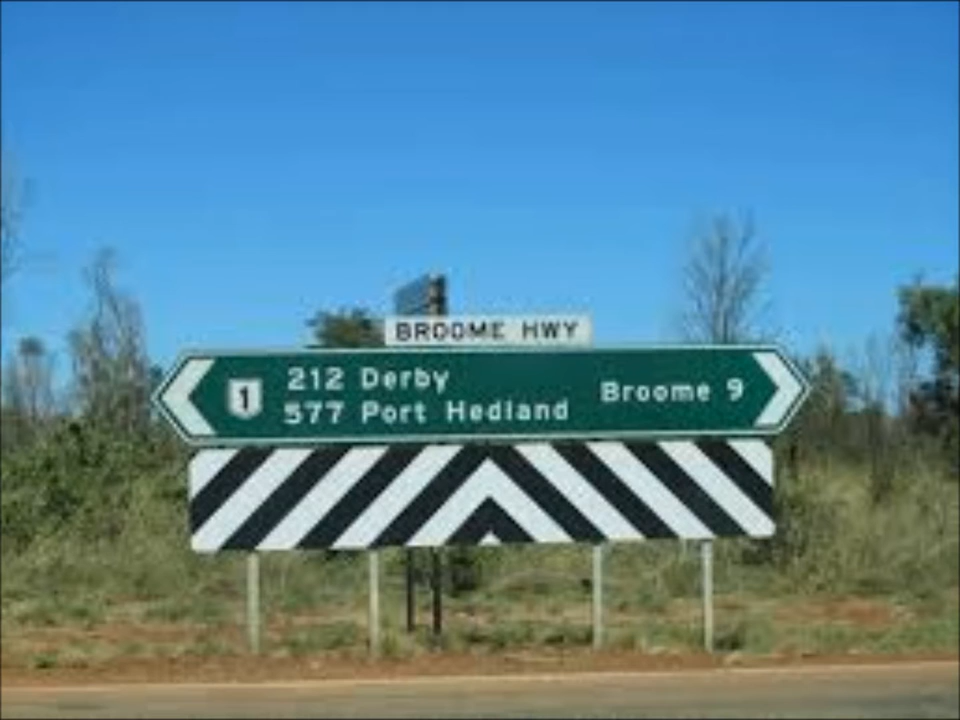 BROOME HWY
1
212 Derby
577 Port Hedland
Broome 9